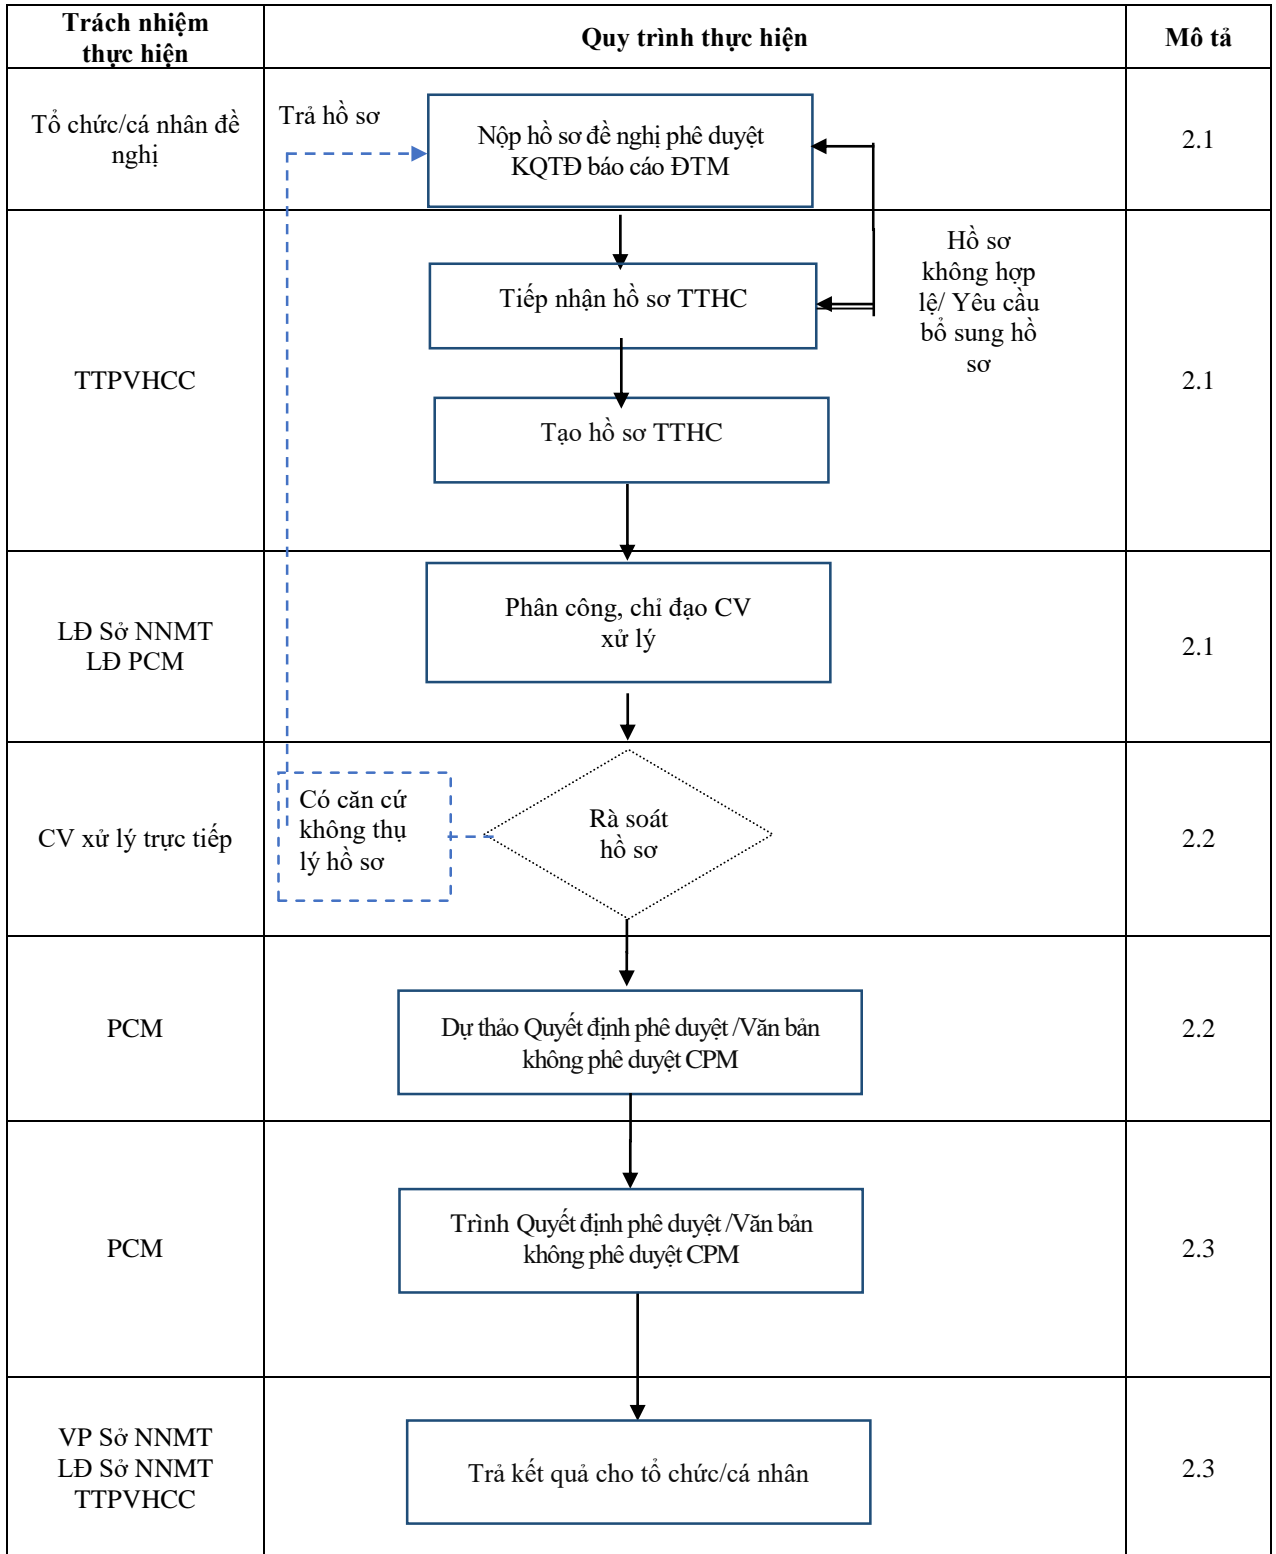 Trách nhiệm
thực hiện
Quy trình thực hiện
Mô tả
Tổ chức/cá nhân đề
nghị
Trả hồ sơ
Nộp hồ sơ đề nghị phê duyệt
KQTĐ báo cáo ĐTM
2.1
TTPVHCC
Tiếp nhận hồ sơ TTHC
Hồ sơ
không hợp
lệ/ Yêu cầu
bổ sung hồ
sơ
Tạo hồ sơ TTHC
2.1
LĐ Sở NNMT
LĐ PCM
Phân công, chỉ đạo CV
xử lý
2.1
CV xử lý trực tiếp
Có căn cứ
không thụ
lý hồ sơ
Rà soát
hồ sơ
2.2
PCM
Dự thảo Quyết định phê duyệt /Văn bản
không phê duyệt CPM
2.2
PCM
Trình Quyết định phê duyệt /Văn bản
không phê duyệt CPM
2.3
VP Sở NNMT
LĐ Sở NNMT
TTPVHCC
Trả kết quả cho tổ chức/cá nhân
2.3